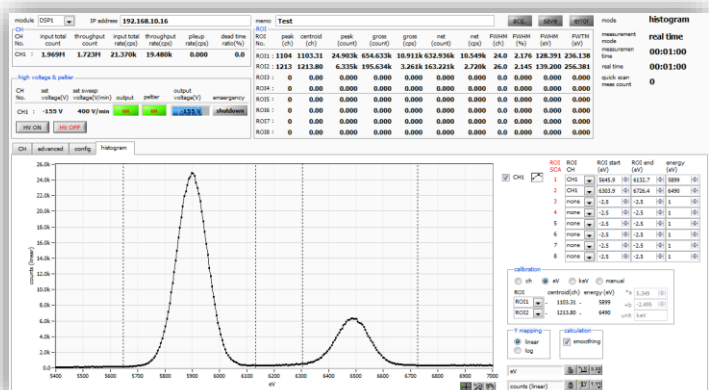 module DSP1 IP address 192.168.10.16 memo Test acq. save error mode histogram
CH
CH No. input total count throughput count input total rate(cps) throughput rate(cps) pileup rate(cps) dead time ratio(%)
CH1 : 1.969M 1.723M 21.370k 19.480k 0.000 0.0
ROI
ROI No. peak (ch) centroid (ch) peak (count) gross (count) gross (cps) net (count) net (cps) FWHM (ch) FWHM (%) FWHM (eV) FWTM (eV)
ROI1 : 1104 1103.31 24.903k 654.633k 10.911k 632.936k 10.549k 24.0 2.176 128.391 236.138
ROI2 : 1213 1213.80 6.335k 195.634k 3.261k 163.221k 2.720k 26.0 2.145 139.200 256.381
ROI3 : 0 0.00 0.000 0.000 0.000 0.000 0.000 0.0 0.000 0.000 0.000
ROI4 : 0 0.00 0.000 0.000 0.000 0.000 0.000 0.0 0.000 0.000 0.000
ROI5 : 0 0.00 0.000 0.000 0.000 0.000 0.000 0.0 0.000 0.000 0.000
ROI6 : 0 0.00 0.000 0.000 0.000 0.000 0.000 0.0 0.000 0.000 0.000
ROI7 : 0 0.00 0.000 0.000 0.000 0.000 0.000 0.0 0.000 0.000 0.000
ROI8 : 0 0.00 0.000 0.000 0.000 0.000 0.000 0.0 0.000 0.000 0.000
measurement mode real time
measuremen time 00:01:00
real time 00:01:00
quick scan meas count 0
high voltage & peltier
CH No. set voltage(V) set sweep voltage(V/min) output pelter output voltage(V) emaergency
CH1 : -155 V 400 V/min on on -155 V shutdown
HV ON HV OFF
CH advanced config histogram
26.0k
24.0k
22.0k
20.0k
18.0k
16.0k
14.0k
12.0k
10.0k
8.0k
6.0k
4.0k
2.0k
0.0
counts (linear)
5400 5500 5600 5700 5800 5900 6000 6100 6200 6300 6400 6500 6600 6700 6800 6900 7000
eV
CH1
ROI SCA ROI CH ROI start (eV) ROI end (eV) energy (eV)
1 CH1 5645.9 6132.7 5899
2 CH1 6303.9 6726.4 6490
3 none -2.5 -2.5 1
4 none -2.5 -2.5 1
5 none -2.5 -2.5 1
6 none -2.5 -2.5 1
7 none -2.5 -2.5 1
8 none -2.5 -2.5 1
calibration
ch eV keV manual
ROI centroid(ch) energy (eV) *a 5.349
ROI1 - 1103.31 - 5899 +b -2.495
ROI2 - 1213.80 - 6490 unit keV
Y mapping
linear
log
calculation
smoothing
eV
counts (linear)